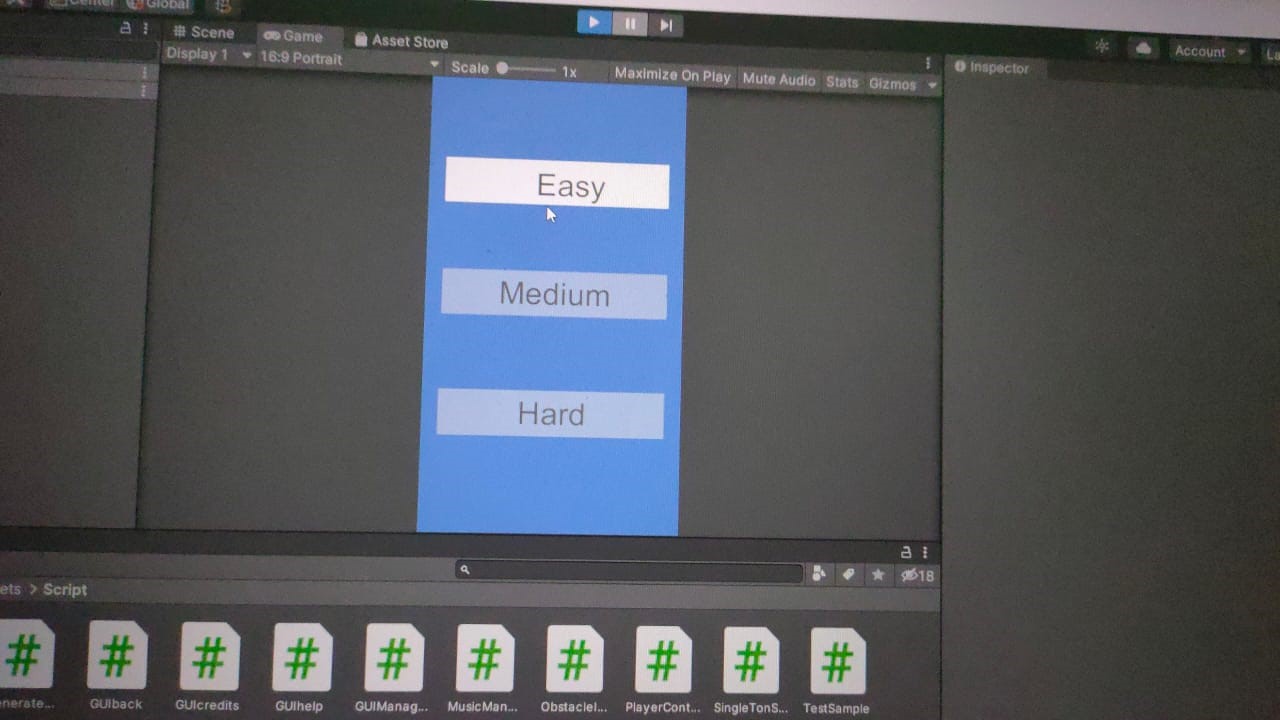 Center Global
Scene Game Asset Store
Account
Display 1 16:9 Portrait Scale 1x Maximize On Play Mute Audio Stats Gizmos
Inspector
Easy
Medium
Hard
18
ets > Script
enerate... GUIback GUIcredits GUIhelp GUIManag... MusicMan... ObstacleI... PlayerCont... SingleTonS... TestSample